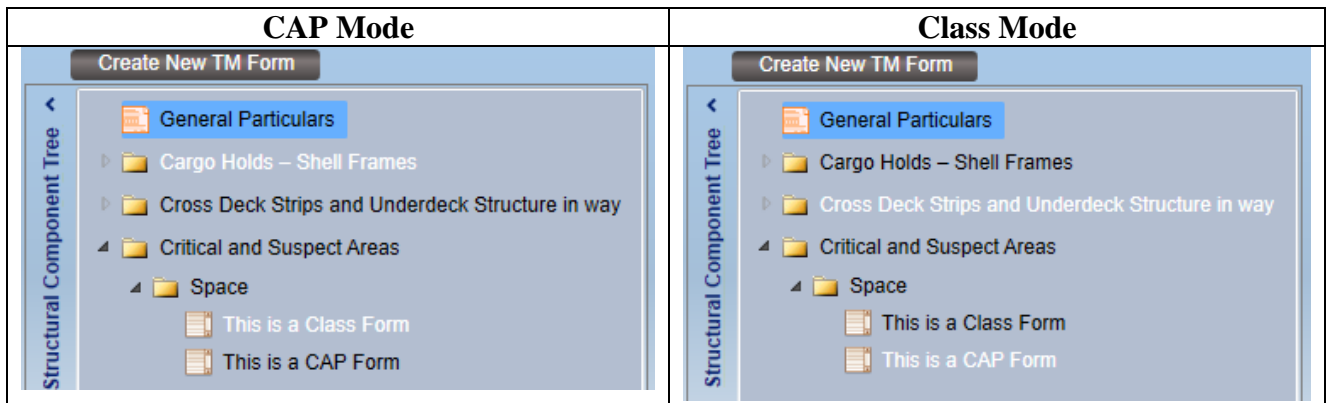 CAP Mode
Create New TM Form
Structural Component Tree
General Particulars
Cargo Holds – Shell Frames
Cross Deck Strips and Underdeck Structure in way
Critical and Suspect Areas
Space
This is a Class Form
This is a CAP Form
Class Mode
Create New TM Form
Structural Component Tree
General Particulars
Cargo Holds – Shell Frames
Cross Deck Strips and Underdeck Structure in way
Critical and Suspect Areas
Space
This is a Class Form
This is a CAP Form